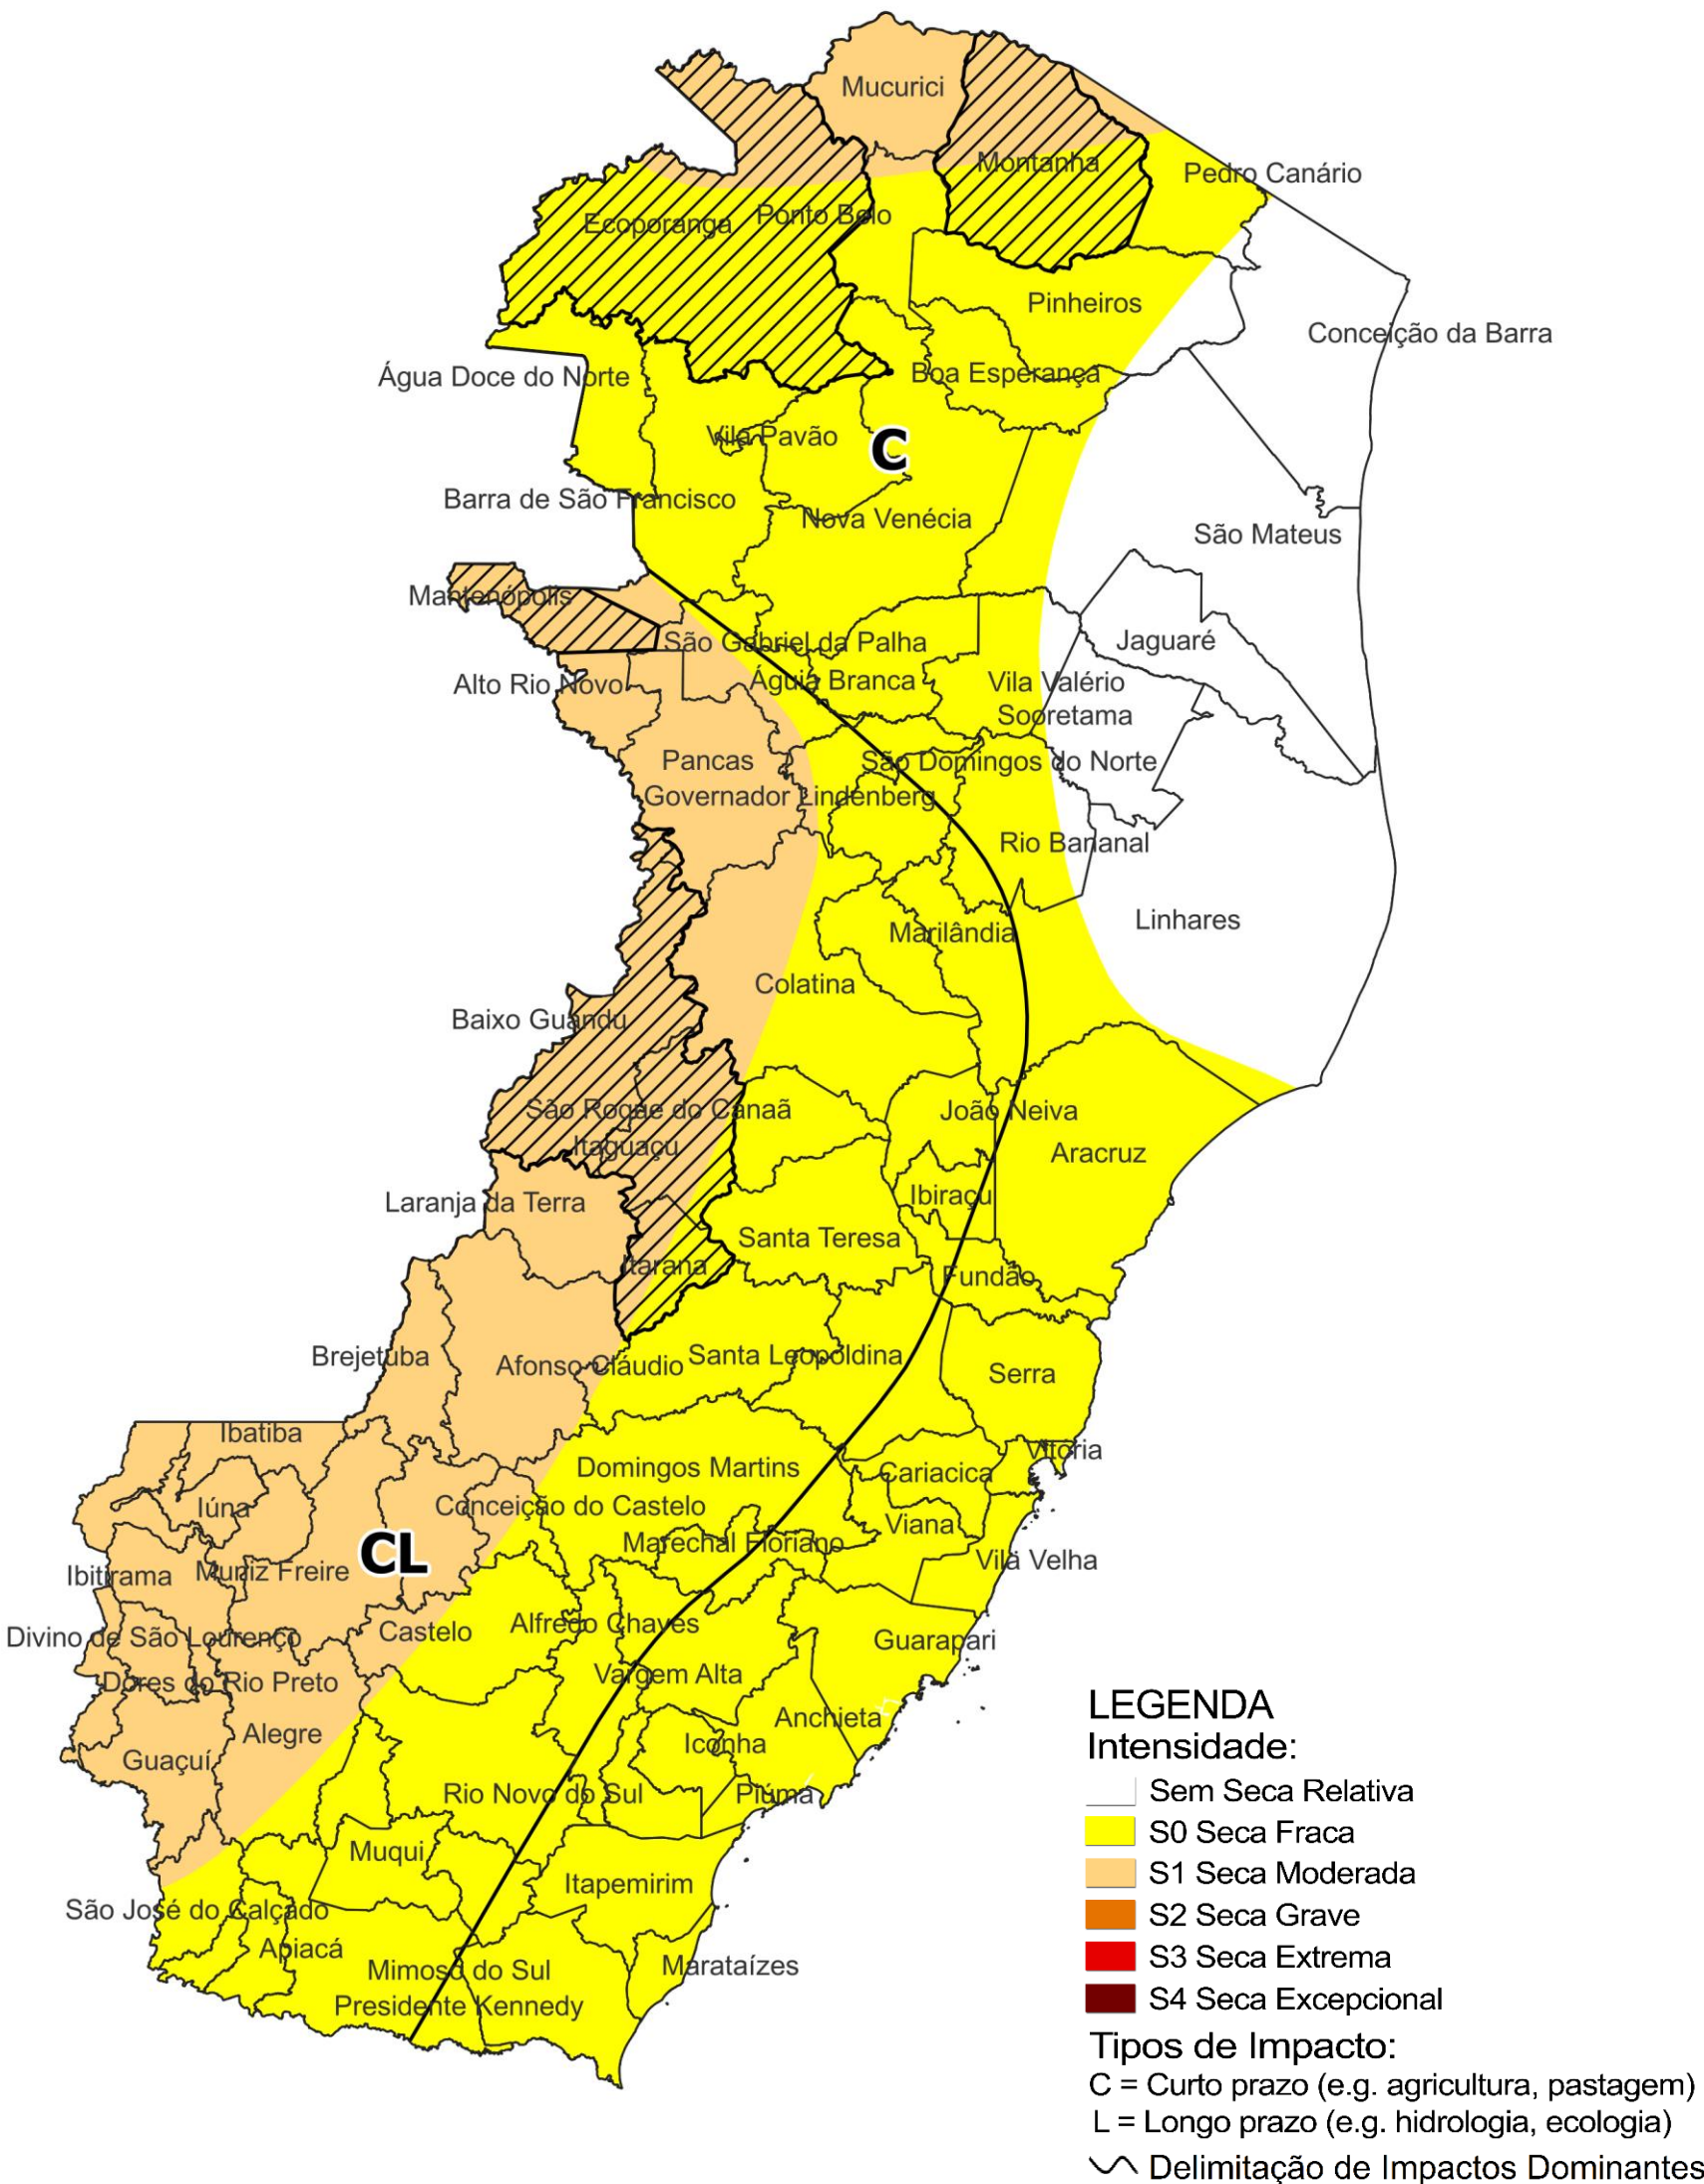 Mucurici
Montanha
Pedro Canário
Ecoporanga
Ponto Belo
Pinheiros
Conceição da Barra
Água Doce do Norte
Boa Esperança
Vila Pavão
C
Barra de São Francisco
Nova Venécia
São Mateus
Mantenópolis
São Gabriel da Palha
Jaguaré
Alto Rio Novo
Águia Branca
Vila Valério
Sooretama
Pancas
São Domingos do Norte
Governador Lindenberg
Rio Bananal
Linhares
Marilândia
Colatina
Baixo Guandu
São Roque do Canaã
João Neiva
Itaguaçu
Aracruz
Laranja da Terra
Ibiraçu
Santa Teresa
Itarana
Fundão
Brejetuba
Afonso Cláudio
Santa Leopoldina
Serra
Ibatiba
Vitória
Domingos Martins
Cariacica
Iúna
Conceição do Castelo
Viana
Marechal Floriano
CL
Vila Velha
Ibitirama
Muniz Freire
Divino de São Lourenço
Castelo
Alfredo Chaves
Guarapari
Dores do Rio Preto
Vargem Alta
Alegre
Anchieta
Guaçuí
Iconha
Rio Novo do Sul
Piúma
Muqui
Itapemirim
São José do Calçado
Apiacá
Mimoso do Sul
Marataízes
Presidente Kennedy
LEGENDA
Intensidade:
Sem Seca Relativa
S0 Seca Fraca
S1 Seca Moderada
S2 Seca Grave
S3 Seca Extrema
S4 Seca Excepcional
Tipos de Impacto:
C = Curto prazo (e.g. agricultura, pastagem)
L = Longo prazo (e.g. hidrologia, ecologia)
Delimitação de Impactos Dominantes